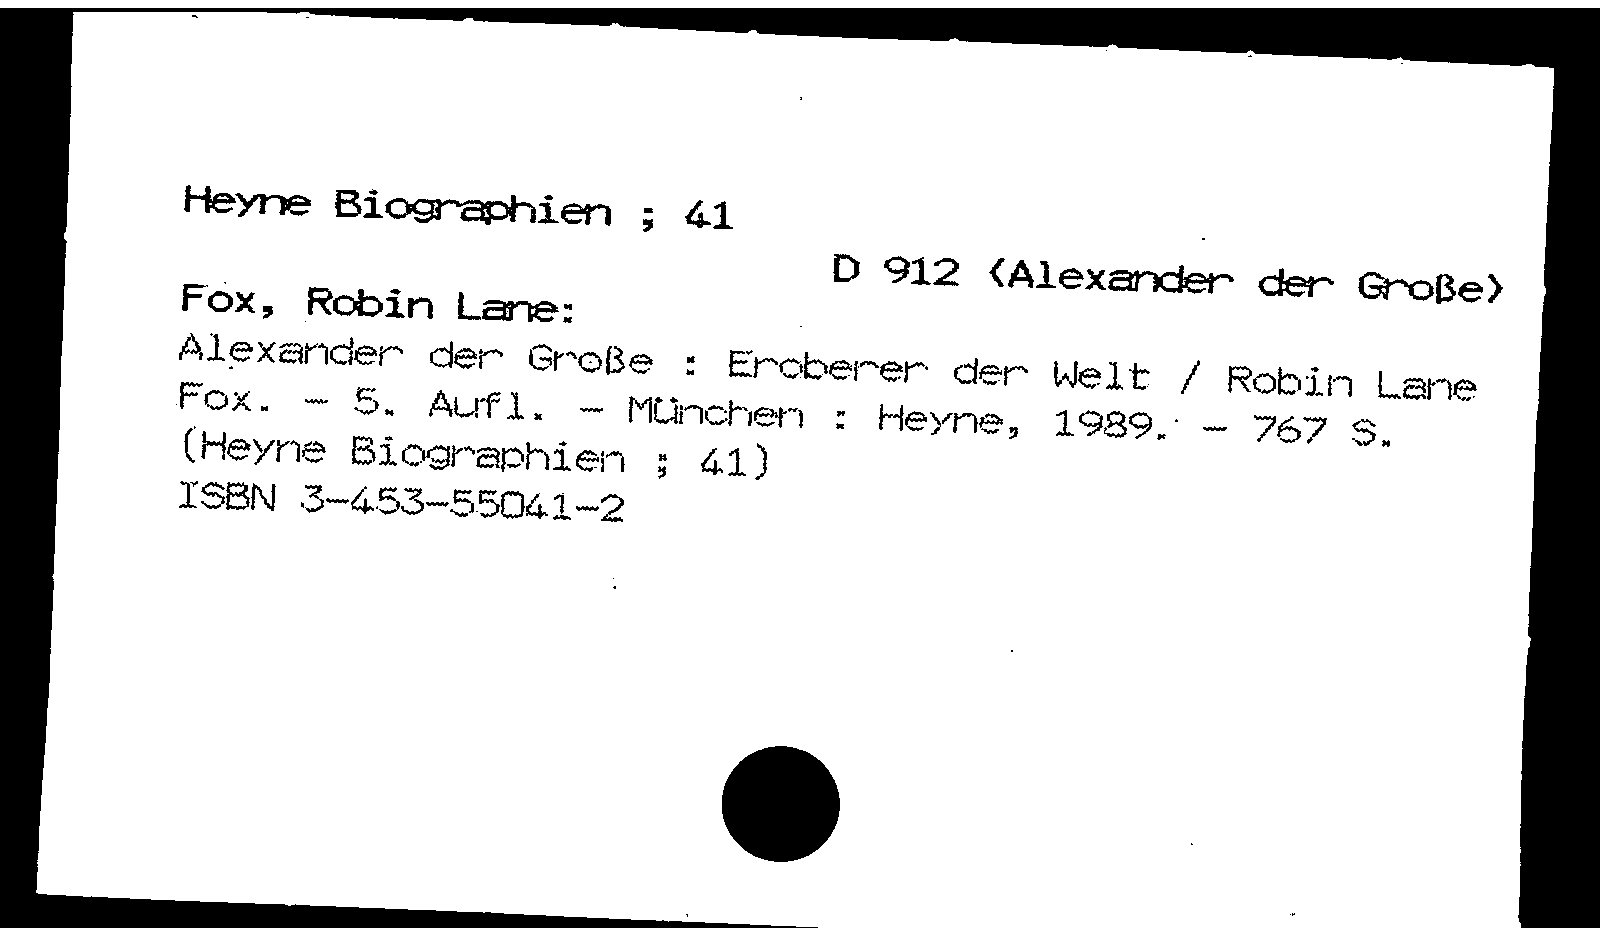 Heyne Biographien ; 41
D 912 (Alexander der Große)
Fox, Robin Lane:
Alexander der Große : Eroberer der Welt / Robin Lane
Fox. - 5. Aufl. - München : Heyne, 1989. - 767 S.
(Heyne Biographien ; 41)
ISBN 3-453-55041-2